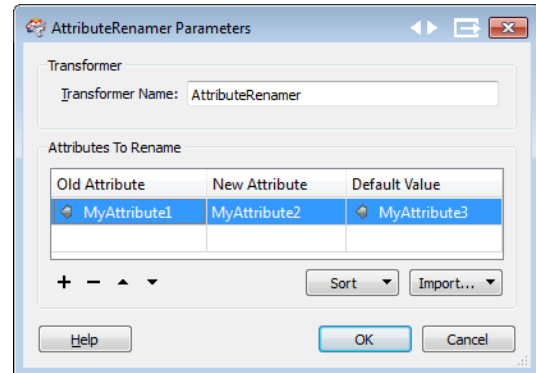 AttributeRenamer Parameters
Transformer
Transformer Name: AttributeRenamer
Attributes To Rename
Old Attribute New Attribute Default Value
MyAttribute1 MyAttribute2 MyAttribute3
Sort Import...
Help OK Cancel